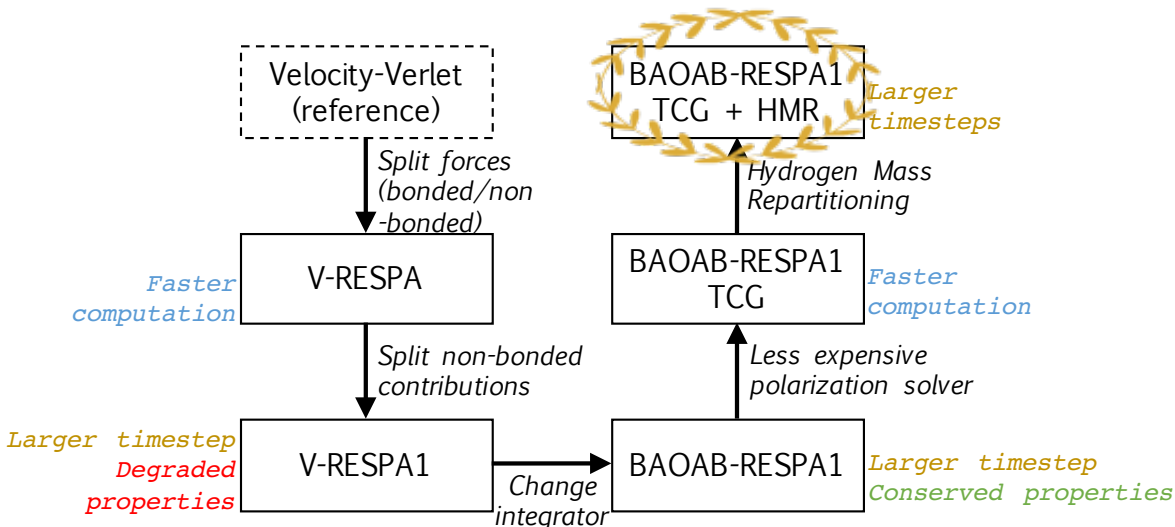 Velocity-Verlet
(reference)
Split forces
(bonded/non
-bonded)
V-RESPA
Faster
computation
Split non-bonded
contributions
V-RESPA1
Larger timestep
Degraded
properties
Change
integrator
BAOAB-RESPA1
Larger timestep
Conserved properties
Less expensive
polarization solver
BAOAB-RESPA1
TCG
Faster
computation
Hydrogen Mass
Repartitioning
BAOAB-RESPA1
TCG + HMR
Larger
timesteps